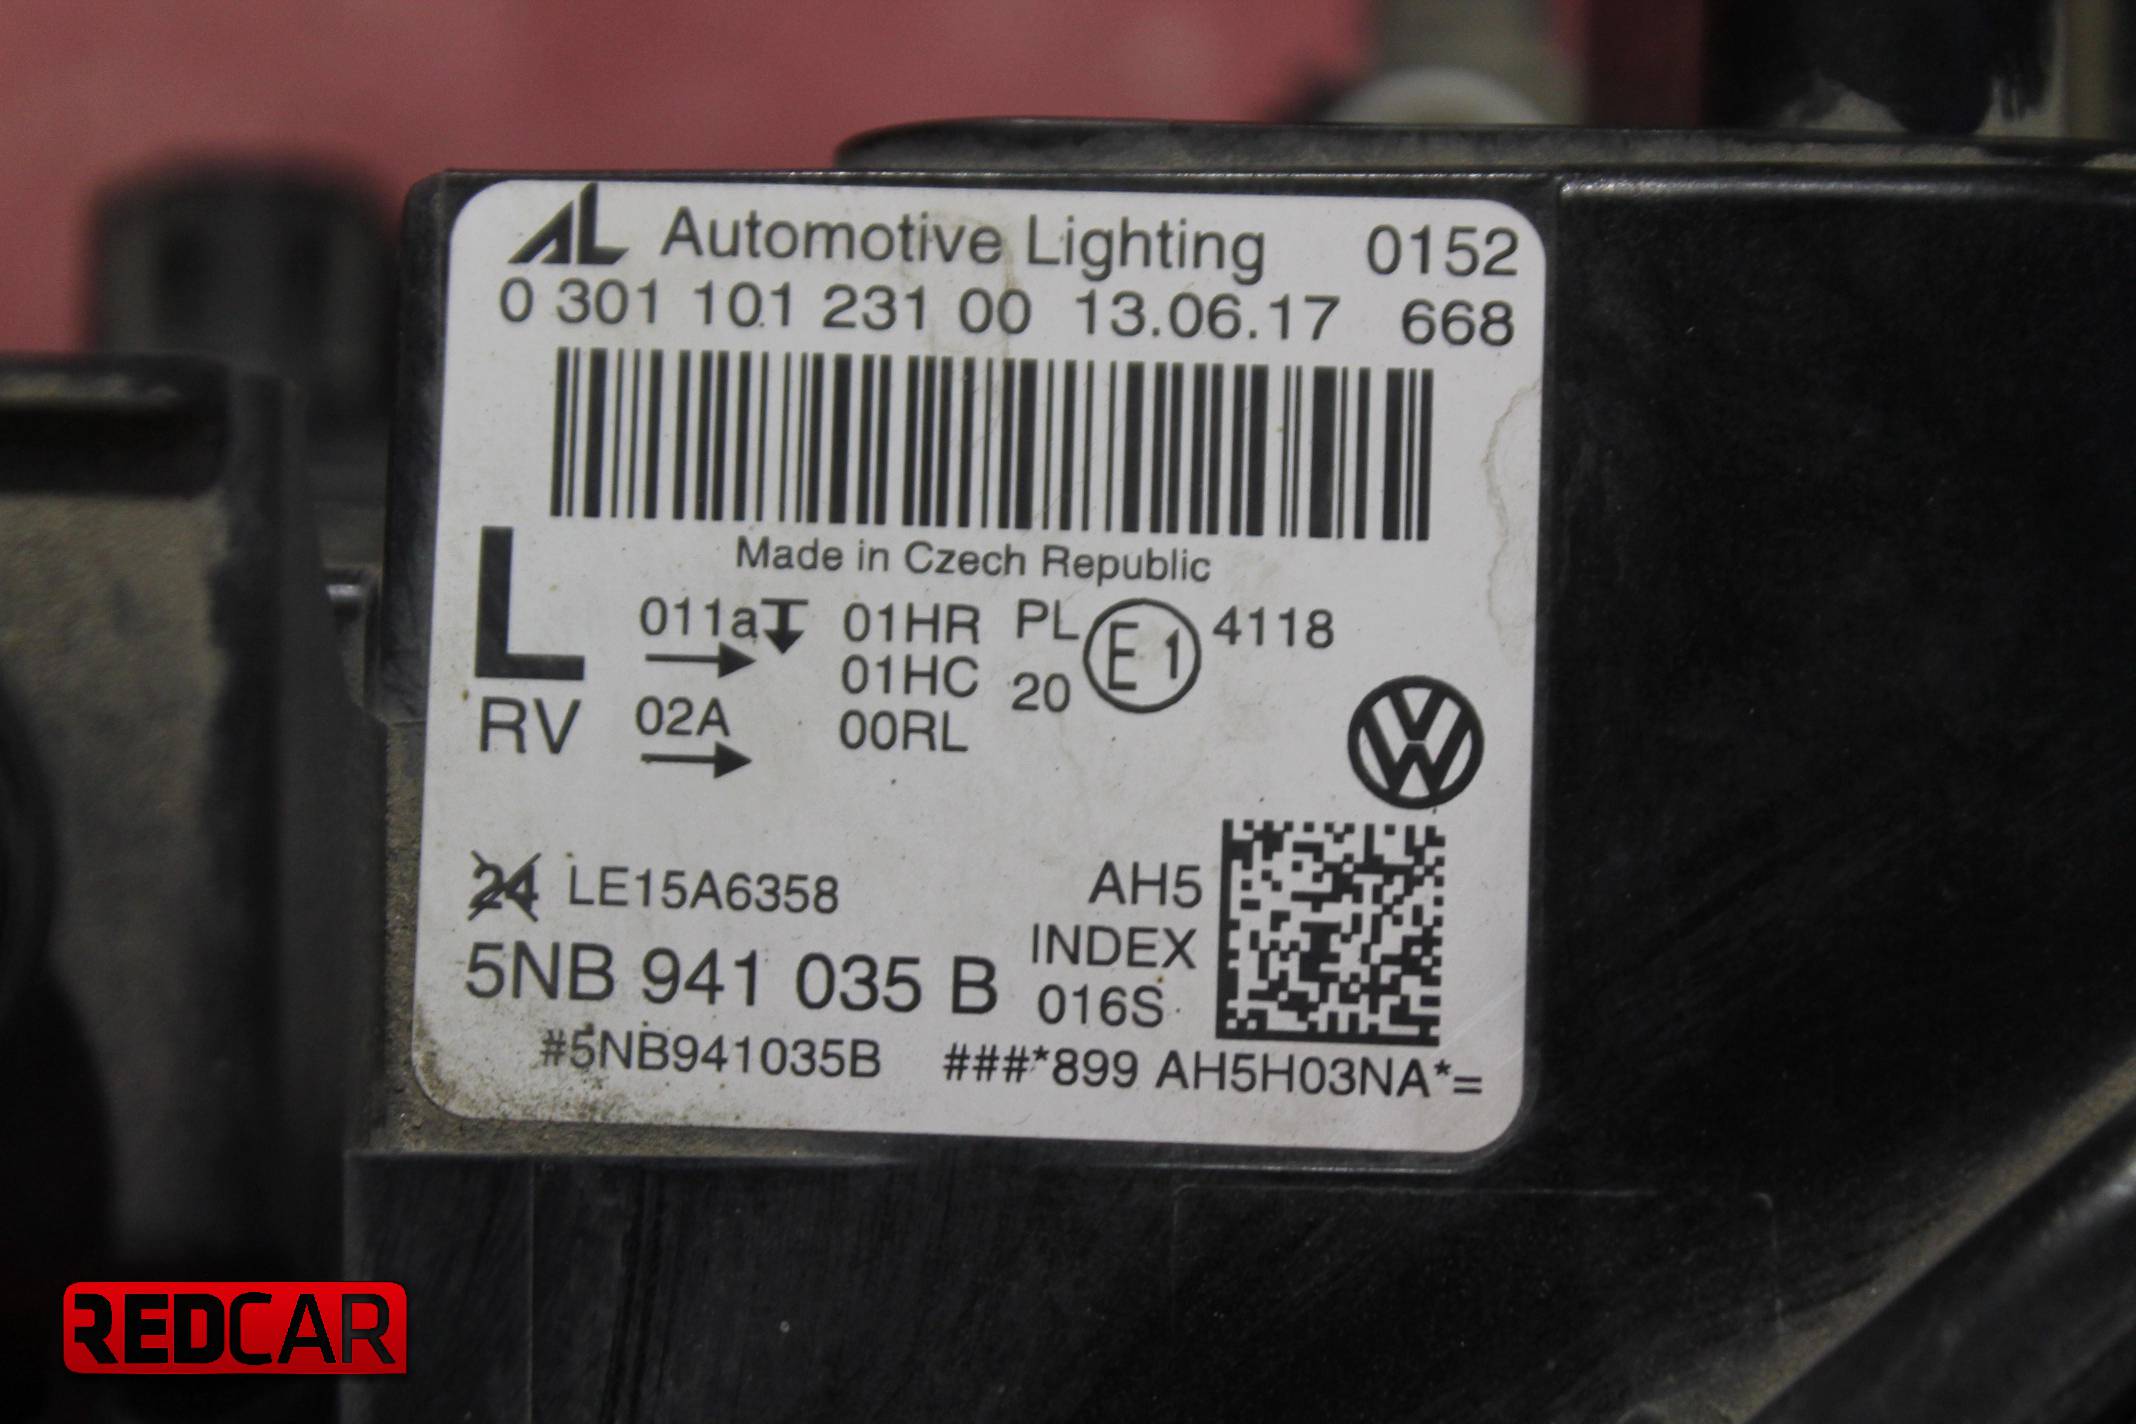 AL Automotive Lighting 0152
0 301 101 231 00 13.06.17 668
Made in Czech Republic
L 011a 01HR PL E1 4118
01HC 20
RV 02A 00RL
24 LE15A6358 AH5
5NB 941 035 B INDEX
016S
#5NB941035B ###*899 AH5H03NA*=
REDCAR